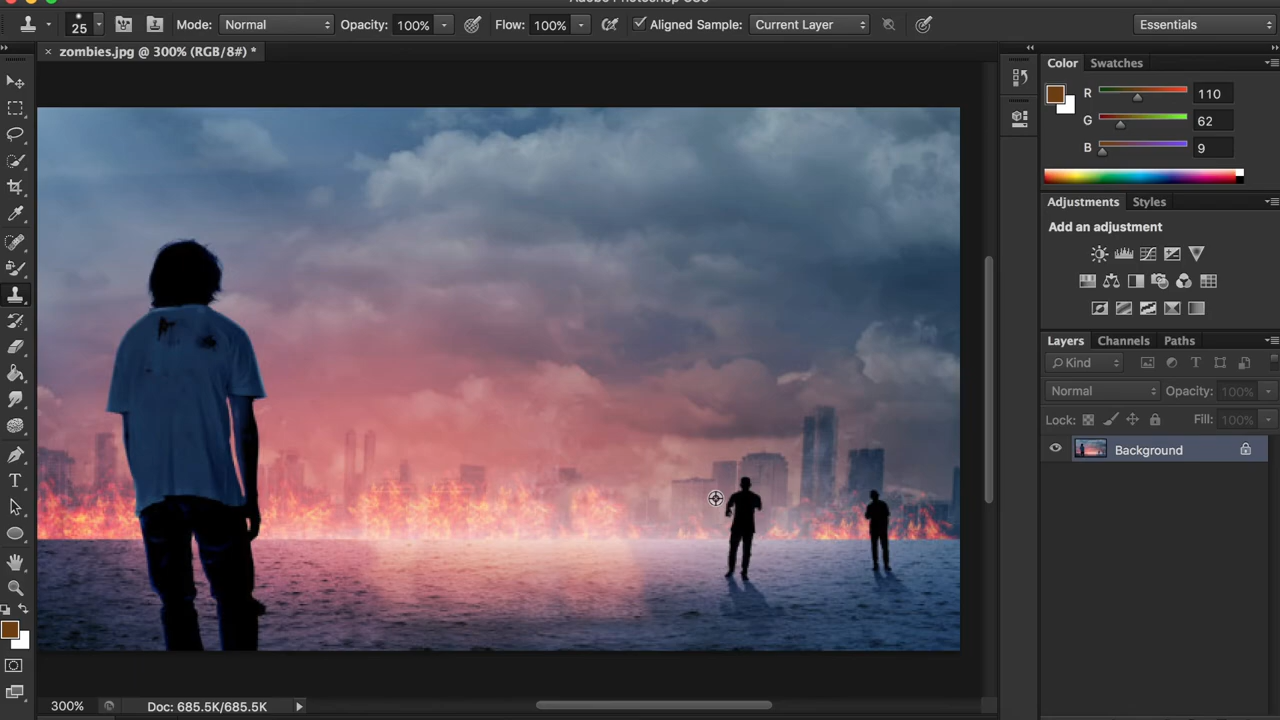 25 Mode: Normal Opacity: 100% Flow: 100% Aligned Sample: Current Layer Essentials
× zombies.jpg @ 300% (RGB/8#) *
Color Swatches
R 110
G 62
B 9
Adjustments Styles
Add an adjustment
Layers Channels Paths
Kind
Normal Opacity: 100%
Lock: Fill: 100%
Background
300% Doc: 685.5K/685.5K